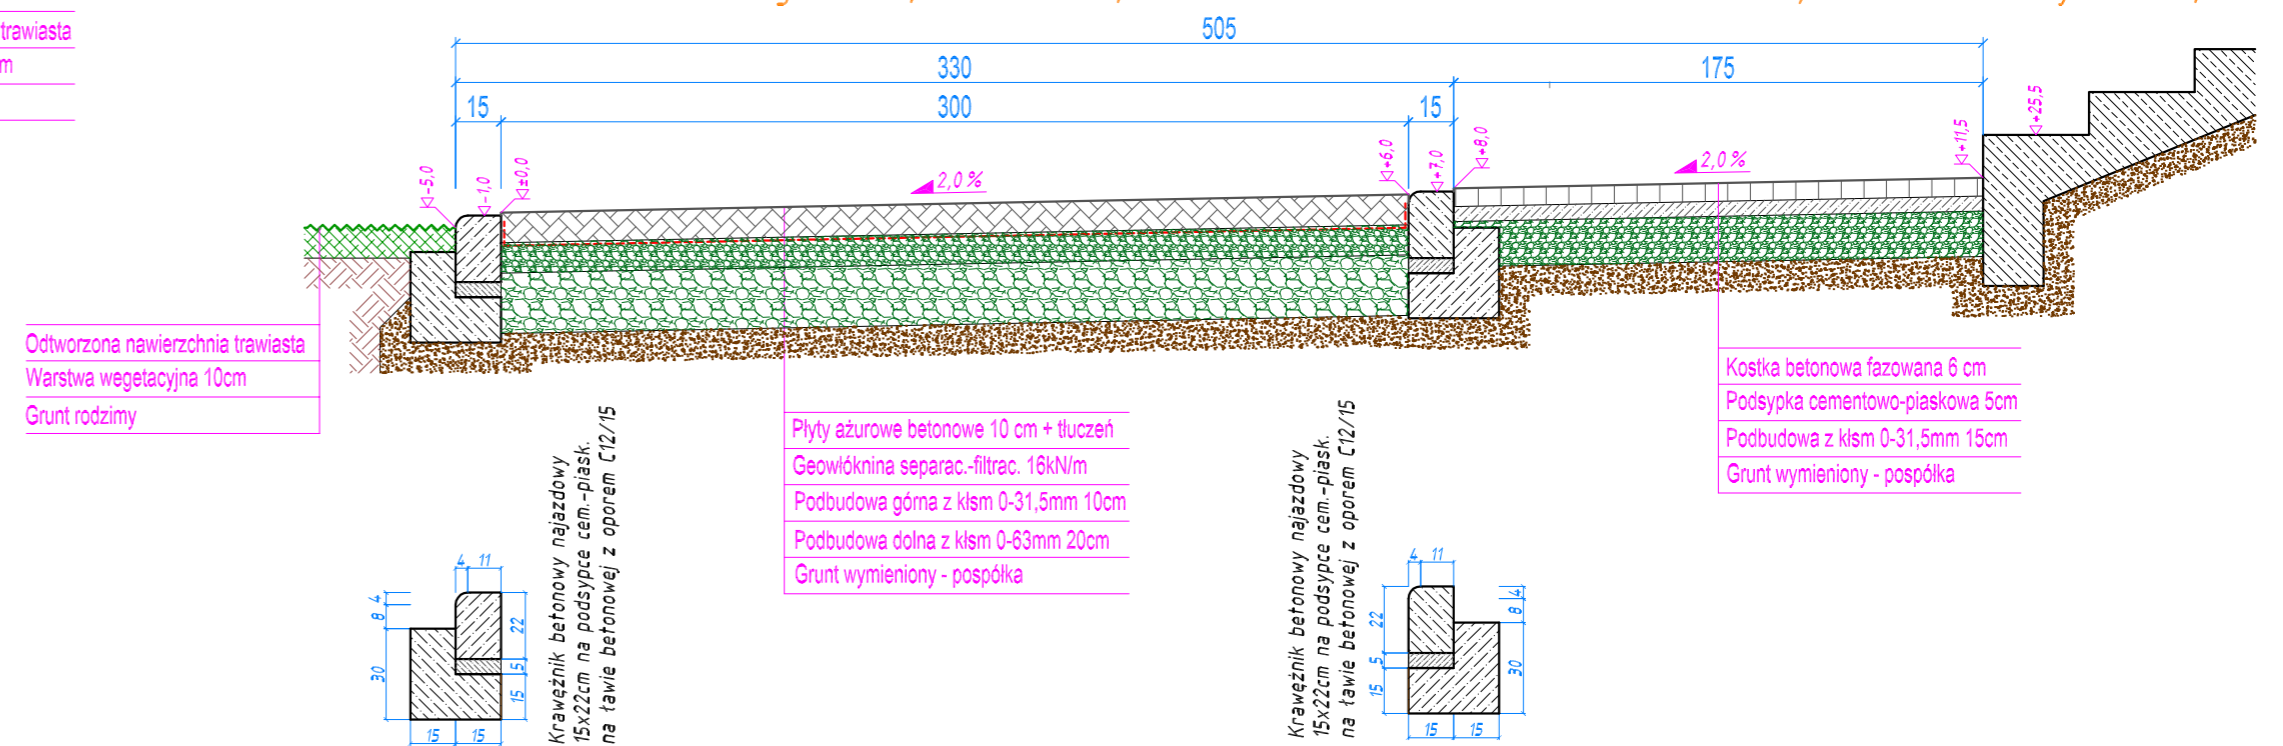 trawiasta
m
505
330
175
15
300
15
-5,0
-1,0
±0,0
2,0 %
+6,0
+7,0
+8,0
2,0 %
+11,5
+25,5
Odtworzona nawierzchnia trawiasta
Warstwa wegetacyjna 10cm
Grunt rodzimy
Płyty ażurowe betonowe 10 cm + tłuczeń
Geowłóknina separac.-filtrac. 16kN/m
Podbudowa górna z kłsm 0-31,5mm 10cm
Podbudowa dolna z kłsm 0-63mm 20cm
Grunt wymieniony - pospółka
Kostka betonowa fazowana 6 cm
Podsypka cementowo-piaskowa 5cm
Podbudowa z kłsm 0-31,5mm 15cm
Grunt wymieniony - pospółka
4
11
4
8
30
22
5
15
15
15
Krawężnik betonowy najazdowy
15x22cm na podsypce cem.-piask.
na ławie betonowej z oporem C12/15
Krawężnik betonowy najazdowy
15x22cm na podsypce cem.-piask.
na ławie betonowej z oporem C12/15
4
11
22
5
15
4
8
30
15
15